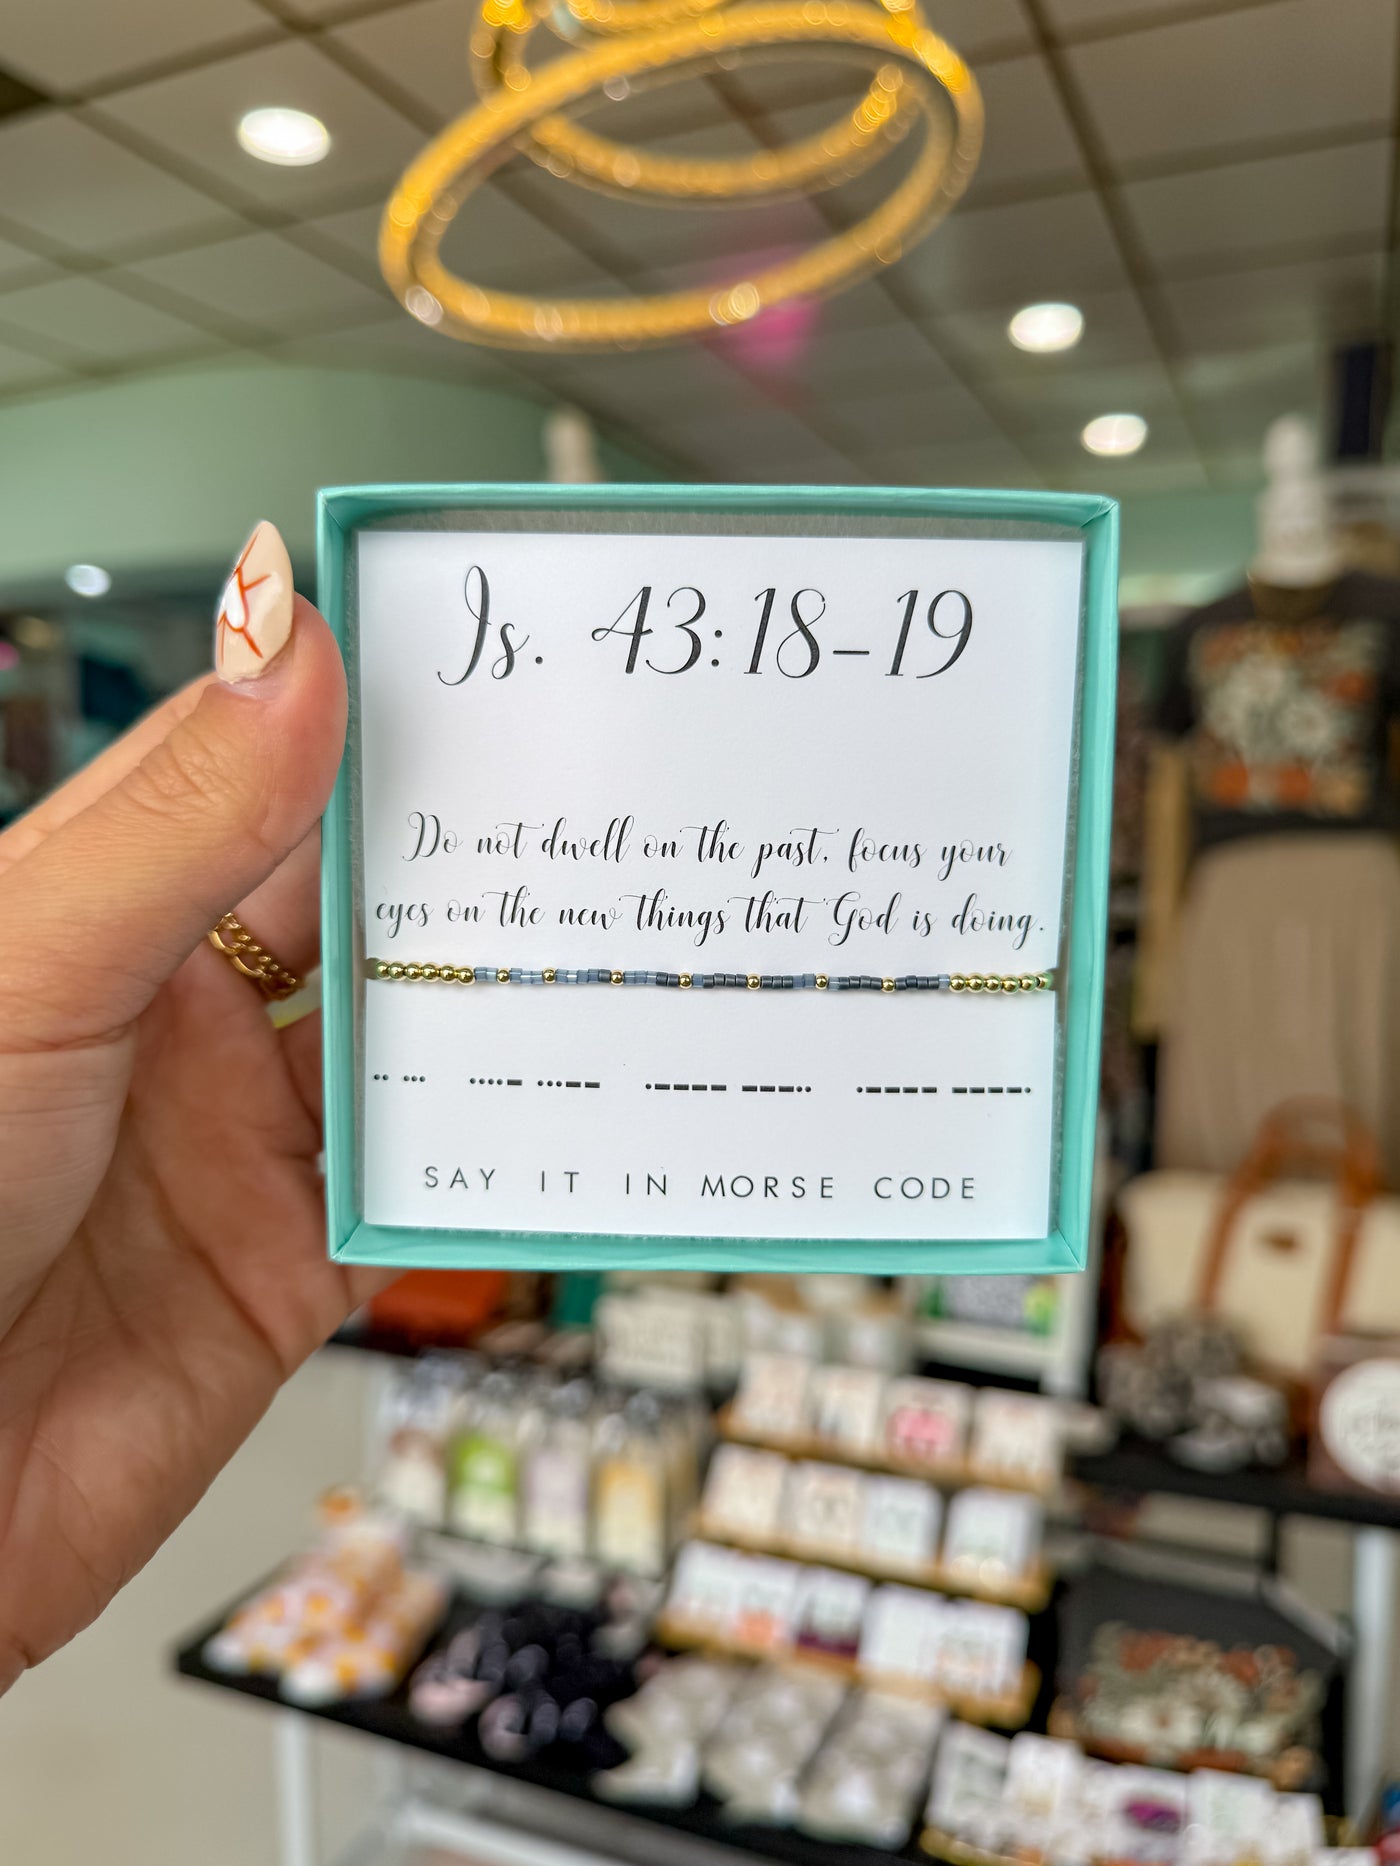 Is. 43:18-19
Do not dwell on the past, focus your
eyes on the new things that God is doing.
•• ••• ••••− •••−− •−−−− −−−•• •−−−− −−−−•
SAY IT IN MORSE CODE